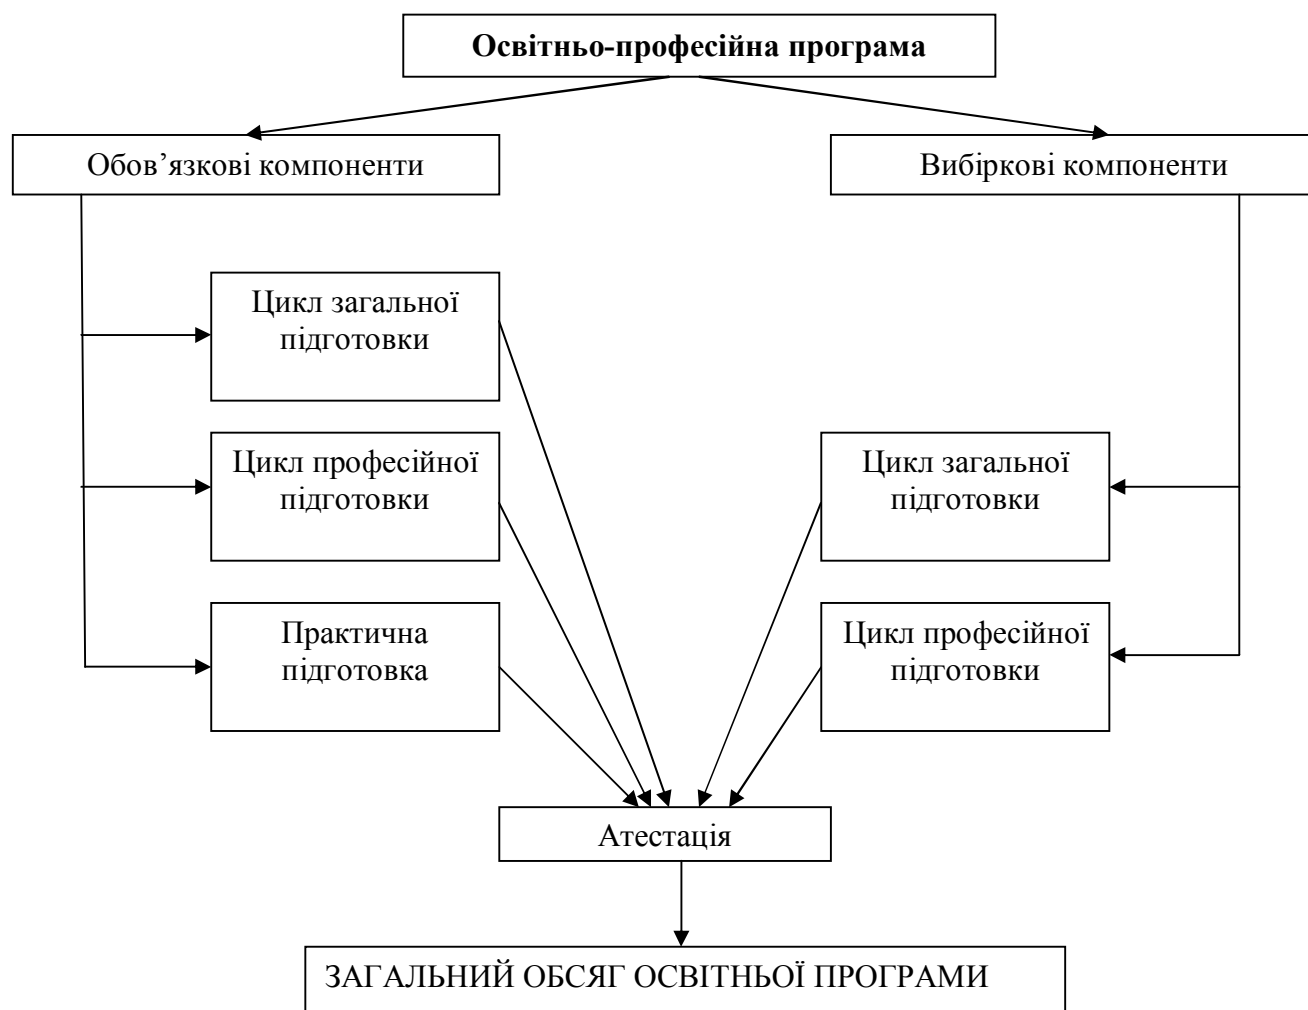 Освітньо-професійна програма
Обов’язкові компоненти
Вибіркові компоненти
Цикл загальної
підготовки
Цикл професійної
підготовки
Цикл загальної
підготовки
Практична
підготовка
Цикл професійної
підготовки
Атестація
ЗАГАЛЬНИЙ ОБСЯГ ОСВІТНЬОЇ ПРОГРАМИ